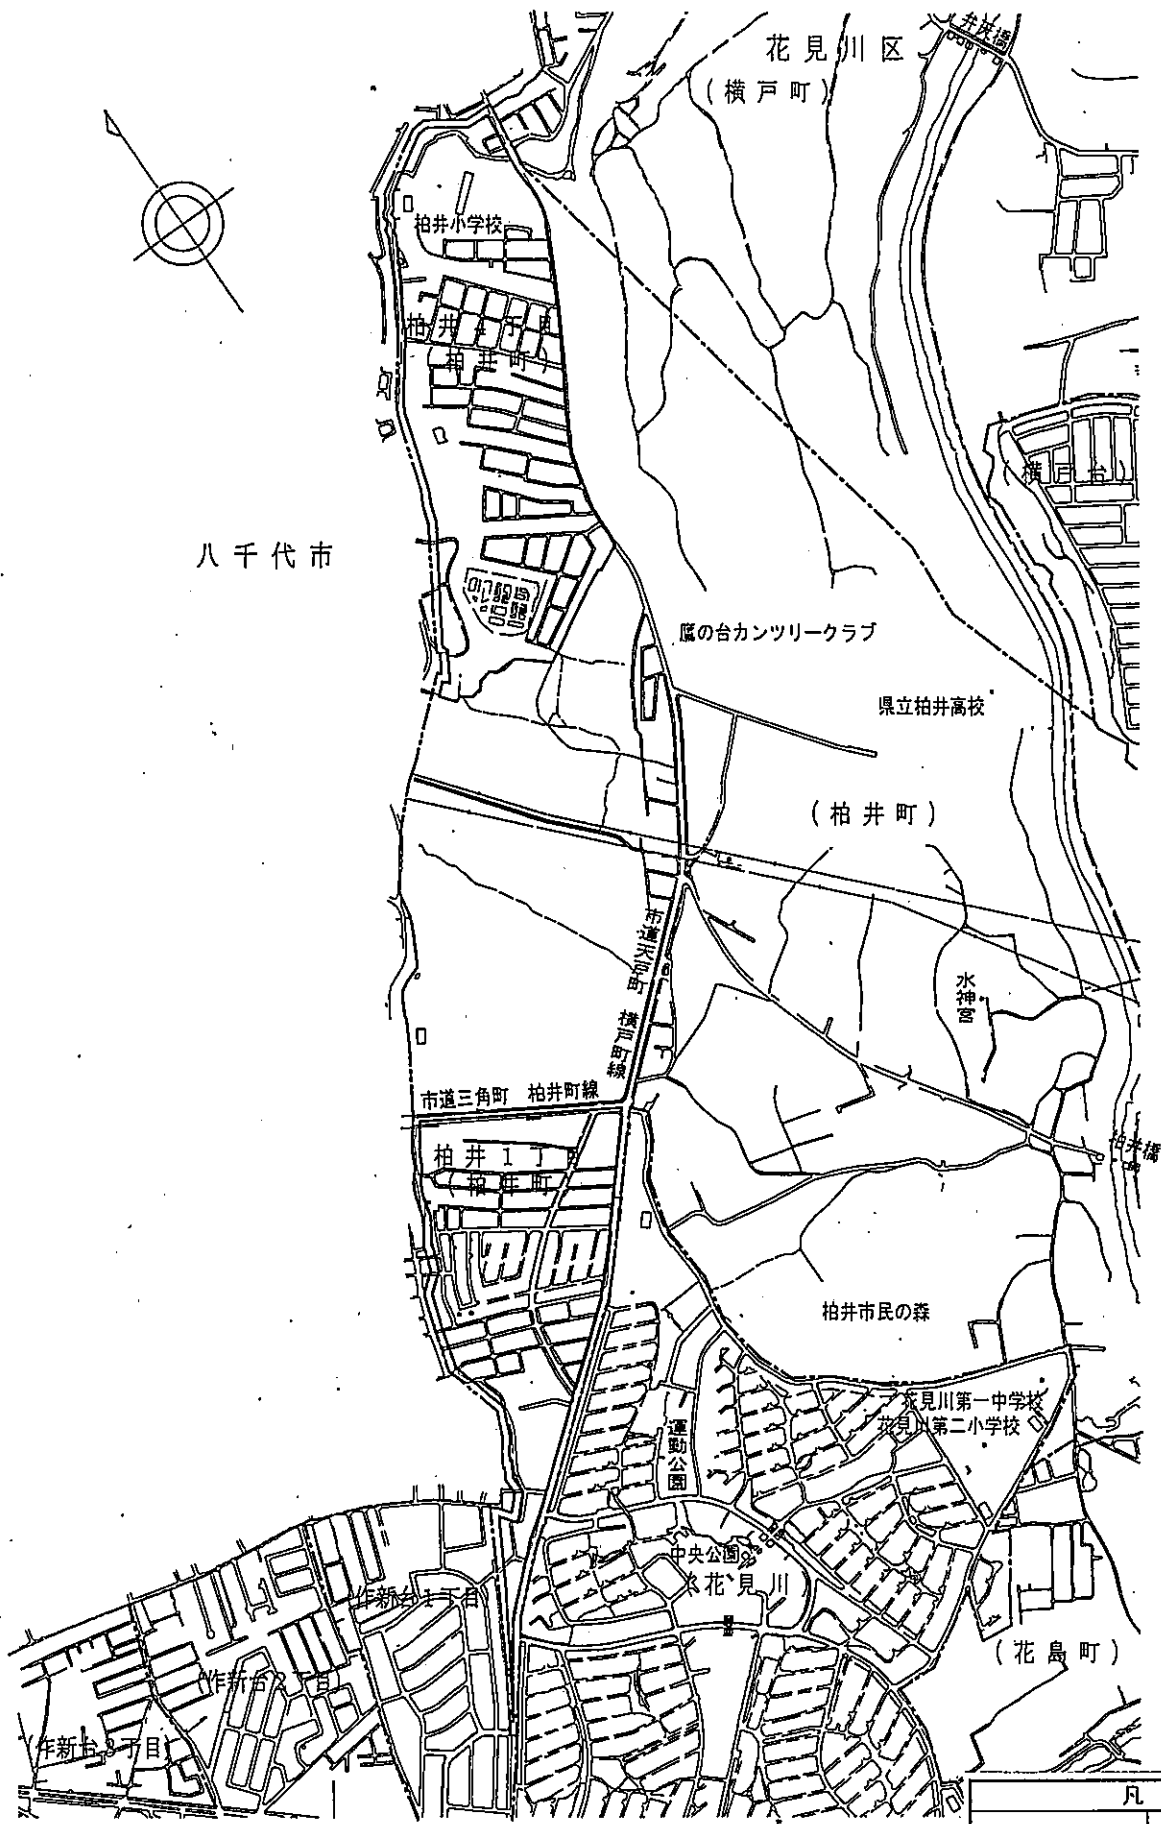 弁天橋
花見川区
(横戸町)
柏井小学校
柏井4丁目
(柏井町)
(横戸台)
八千代市
鷹の台カンツリークラブ
県立柏井高校
(柏井町)
市道天戸町 横戸町線
水神宮
市道三角町 柏井町線
柏井橋
柏井1丁目
(柏井町
柏井市民の森
花見川第一中学校
花見川第二小学校
運動公園
中央公園
(花見川)
作新台1丁目
(花島町)
(作新台2丁目)
(作新台3丁目)
凡